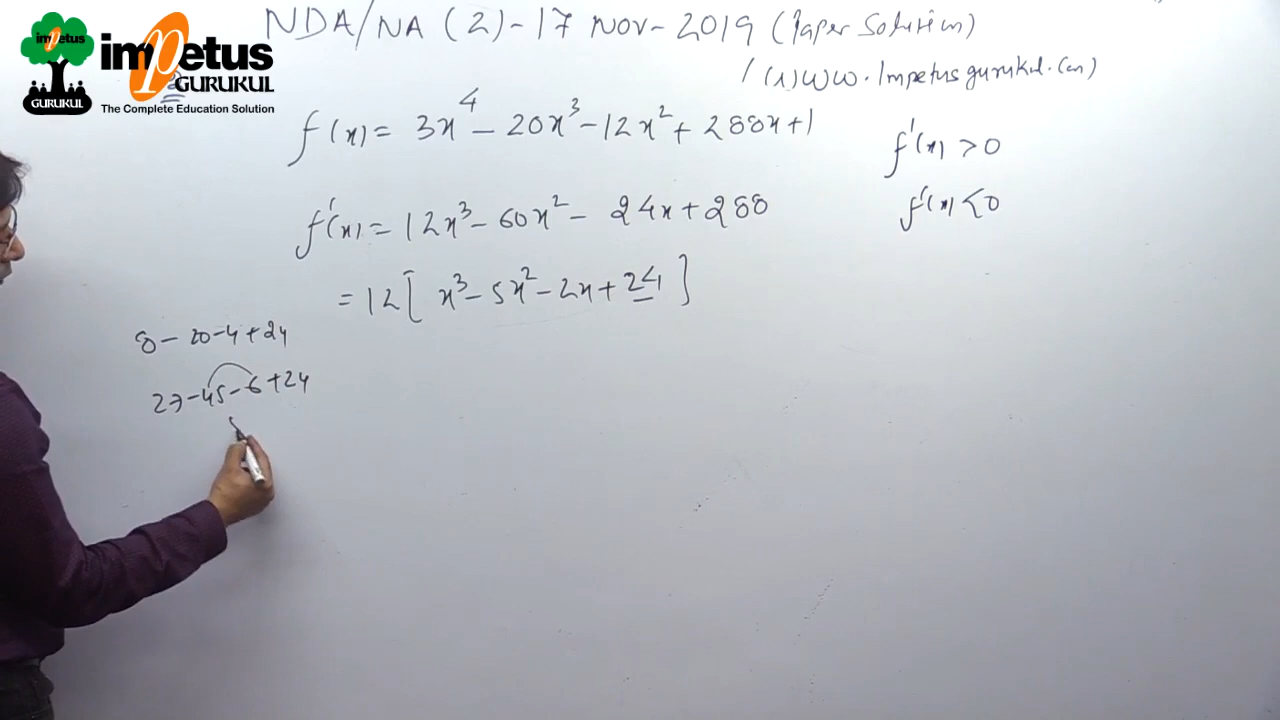 NDA/NA (2)-17 Nov-2019 (Paper Solution)
impetus
GURUKUL
impetus
GURUKUL
The Complete Education Solution
www.Impetusgurukul.Com
f(x) = 3x⁴ - 20x³ - 12x² + 288x + 1
f'(x) > 0
f'(x) = 12x³ - 60x² - 24x + 288
f'(x) < 0
= 12[ x³ - 5x² - 2x + 24 ]
8 - 20 - 4 + 24
27 - 45 - 6 + 24